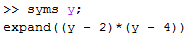 >> syms y;
expand((y - 2)*(y - 4))